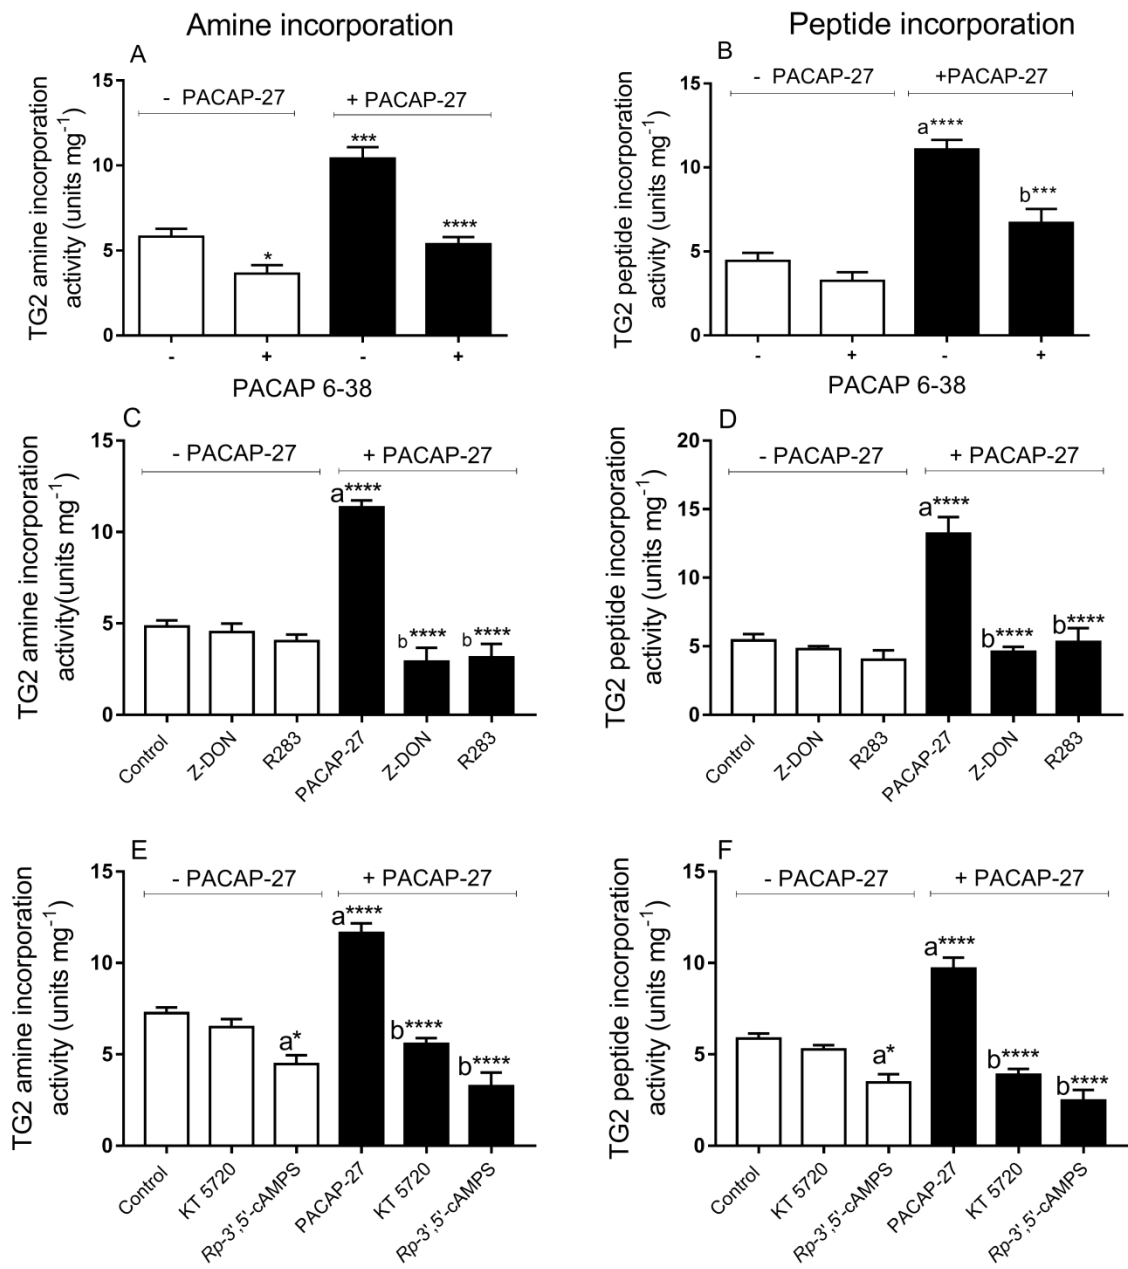 Amine incorporation
Peptide incorporation
A
- PACAP-27
+ PACAP-27
TG2 amine incorporation
activity (units mg-1)
15
10
5
0
*
***
****
- + - +
PACAP 6-38
B
- PACAP-27
+PACAP-27
TG2 peptide incorporation
activity (units mg-1)
15
10
5
0
a****
b***
- + - +
PACAP 6-38
C
- PACAP-27
+ PACAP-27
TG2 amine incorporation
activity(units mg-1)
15
10
5
0
a****
b****
b****
Control
Z-DON
R283
PACAP-27
Z-DON
R283
D
- PACAP-27
+ PACAP-27
TG2 peptide incorporation
activity (units mg-1)
20
15
10
5
0
a****
b****
b****
Control
Z-DON
R283
PACAP-27
Z-DON
R283
E
- PACAP-27
+ PACAP-27
TG2 amine incorporation
activity (units mg-1)
15
10
5
0
a*
a****
b****
b****
Control
KT 5720
Rp-3',5'-cAMPS
PACAP-27
KT 5720
Rp-3',5'-cAMPS
F
- PACAP-27
+ PACAP-27
TG2 peptide incorporation
activity (units mg-1)
15
10
5
0
a*
a****
b****
b****
Control
KT 5720
Rp-3',5'-cAMPS
PACAP-27
KT 5720
Rp-3',5'-cAMPS